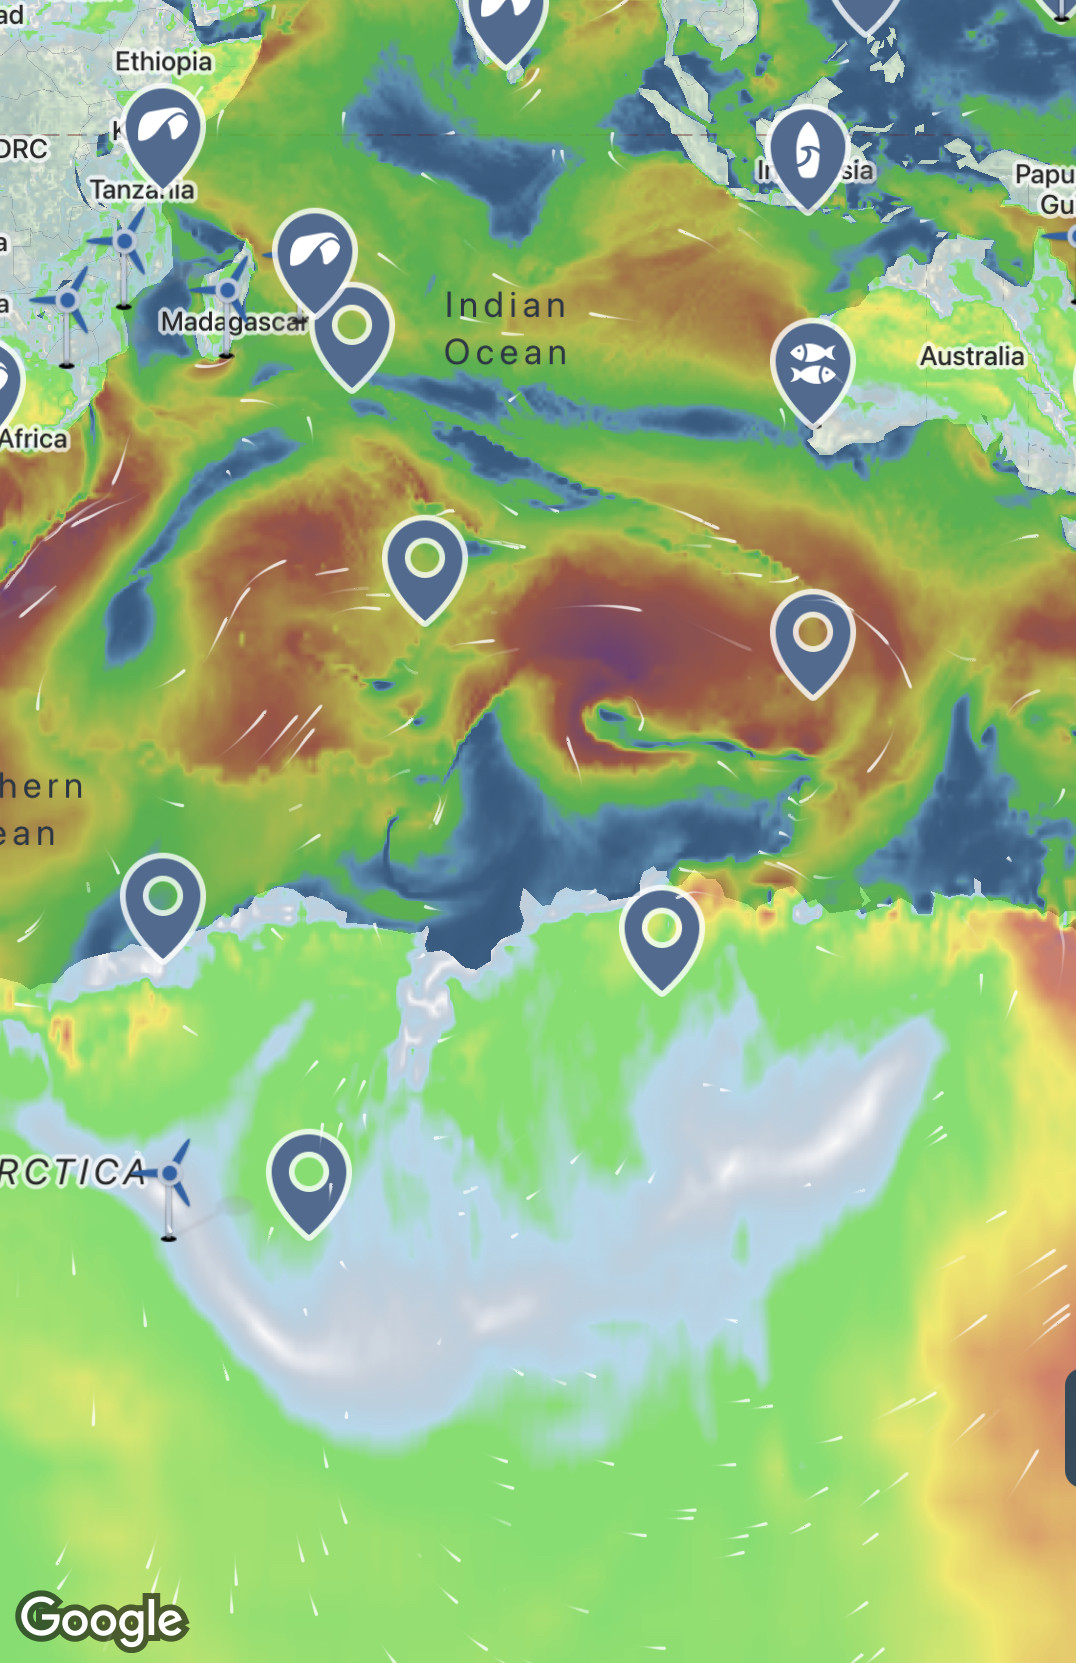 ad
Ethiopia
K
DRC
Tanzania
In sia
Papu
Gu
a
a
Indian
Ocean
Madagascar
Australia
Africa
hern
ean
RCTICA
Google